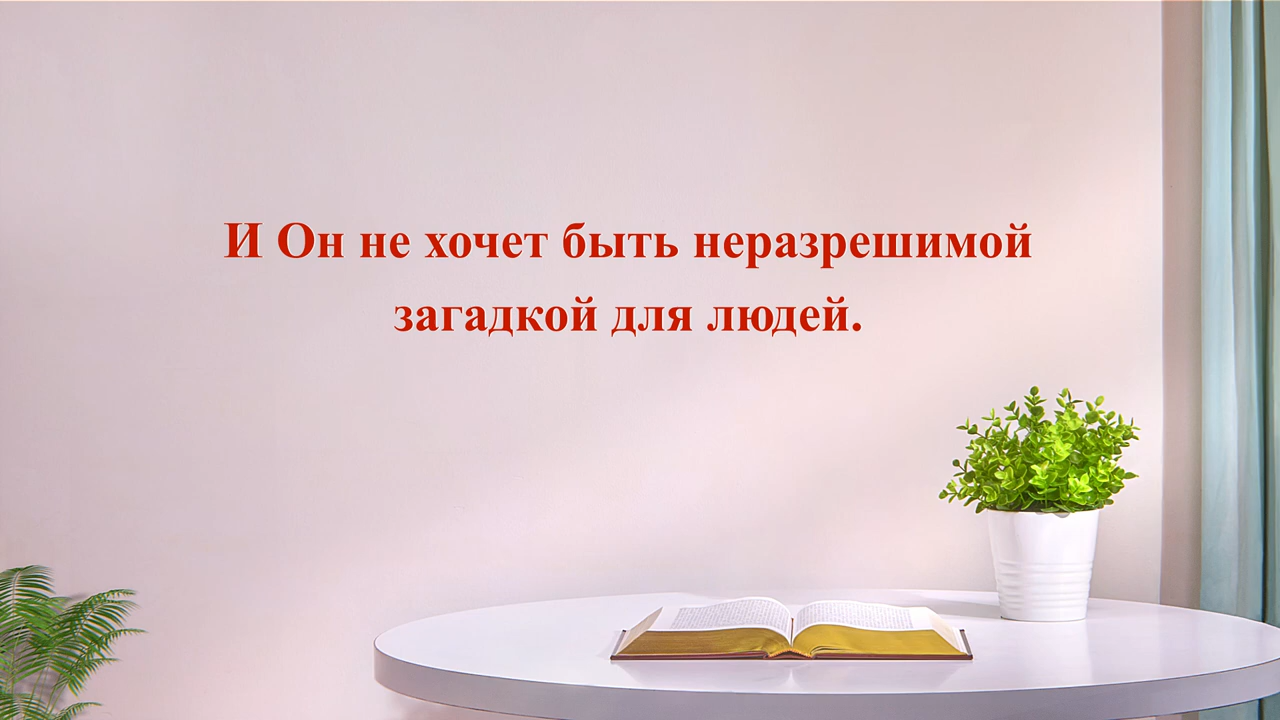 И Он не хочет быть неразрешимой
загадкой для людей.